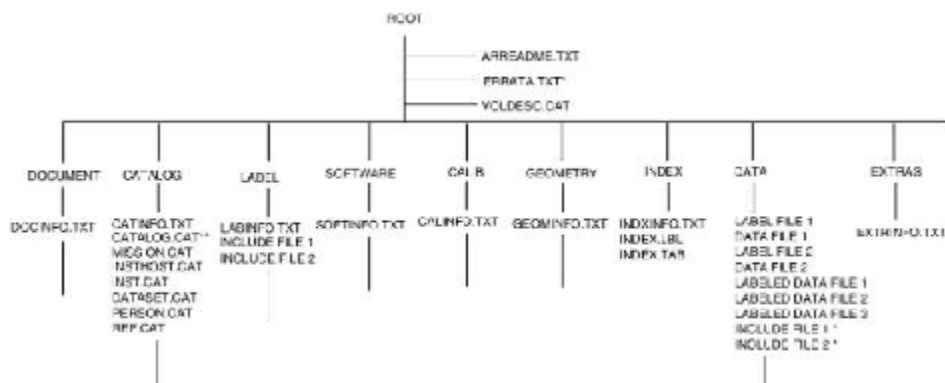 ROOT
AAREADME.TXT
ERRATA.TXT*
VOLDESC.CAT
DOCUMENT
CATALOG
LABEL
SOFTWARE
CALIB
GEOMETRY
INDEX
DATA
EXTRAS
DOCINFO.TXT
CATINFO.TXT
CATALOG.CAT**
MISSION.CAT
INSTHOST.CAT
INST.CAT
DATASET.CAT
PERSON.CAT
REF.CAT
LABINFO.TXT
INCLUDE FILE 1
INCLUDE FILE 2
SOFTINFO.TXT
CALINFO.TXT
GEOMINFO.TXT
INDXINFO.TXT
INDEX.LBL
INDEX.TAB
LABEL FILE 1
DATA FILE 1
LABEL FILE 2
DATA FILE 2
LABELED DATA FILE 1
LABELED DATA FILE 2
LABELED DATA FILE 3
INCLUDE FILE 1 *
INCLUDE FILE 2 *
EXTRINFO.TXT